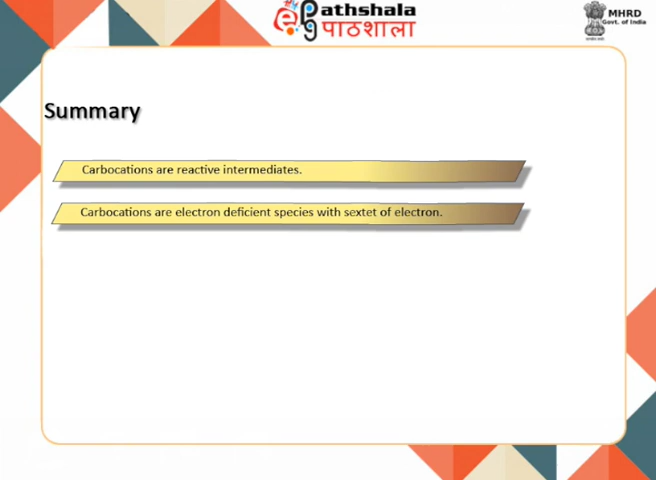 ePathshala
पाठशाला
MHRD
Govt. of India
Summary
Carbocations are reactive intermediates.
Carbocations are electron deficient species with sextet of electron.